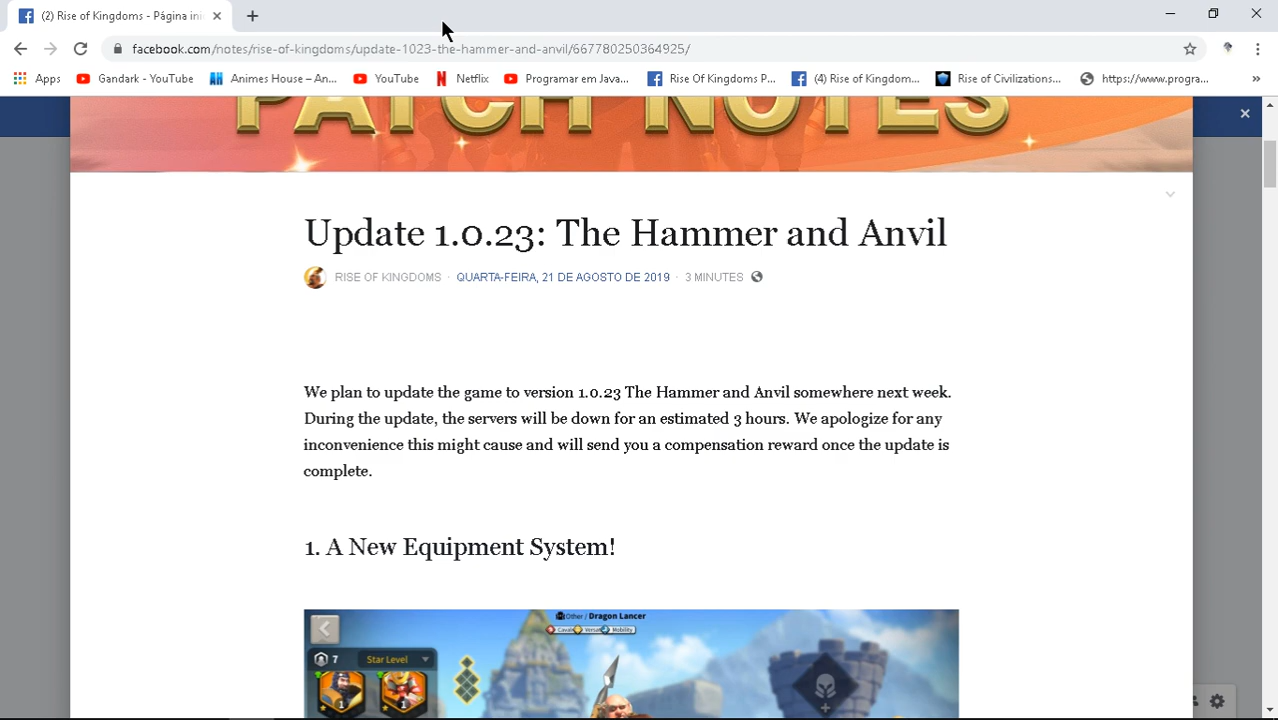 (2) Rise of Kingdoms - Página ini
facebook.com/notes/rise-of-kingdoms/update-1023-the-hammer-and-anvil/667780250364925/
Apps Gandark - YouTube Animes House – An... YouTube Netflix Programar em Java... Rise Of Kingdoms P... (4) Rise of Kingdom... Rise of Civilizations... https://www.progra... »
PATCH NOTES
Update 1.0.23: The Hammer and Anvil
RISE OF KINGDOMS · QUARTA-FEIRA, 21 DE AGOSTO DE 2019 · 3 MINUTES
We plan to update the game to version 1.0.23 The Hammer and Anvil somewhere next week.
During the update, the servers will be down for an estimated 3 hours. We apologize for any
inconvenience this might cause and will send you a compensation reward once the update is
complete.
1. A New Equipment System!
Other / Dragon Lancer
Cavalr Versat Mobility
7 Star Level
1 1